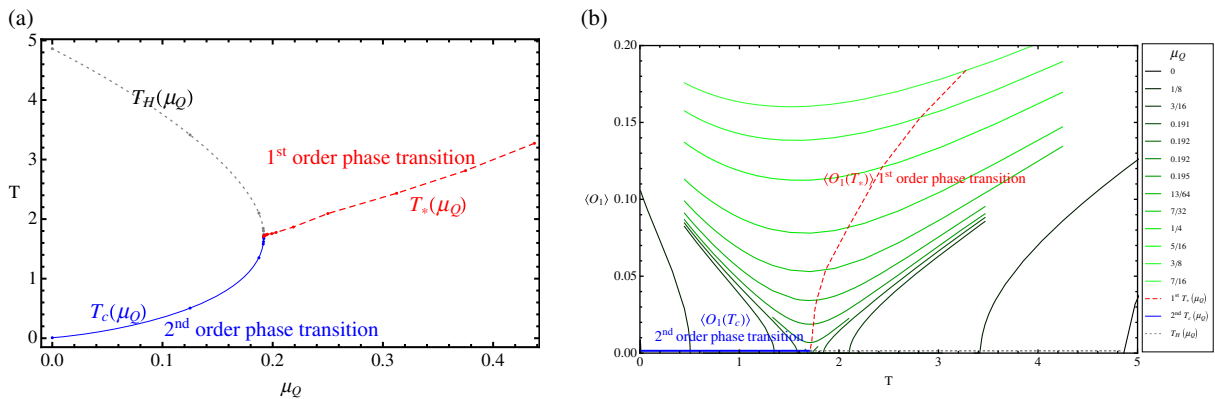 (a)
5
4
3
T
2
1
0
T_H(μ_Q)
1st order phase transition
T_*(μ_Q)
T_c(μ_Q)
2nd order phase transition
0.0 0.1 0.2 0.3 0.4
μ_Q
(b)
0.20
0.15
⟨O₁⟩ 0.10
0.05
0.00
⟨O₁(T_*)⟩ 1st order phase transition
⟨O₁(T_c)⟩
2nd order phase transition
0 1 2 3 4 5
T
μ_Q
0
1/8
3/16
0.191
0.192
0.192
0.195
13/64
7/32
1/4
5/16
3/8
7/16
1st T_*(μ_Q)
2nd T_c(μ_Q)
T_H(μ_Q)